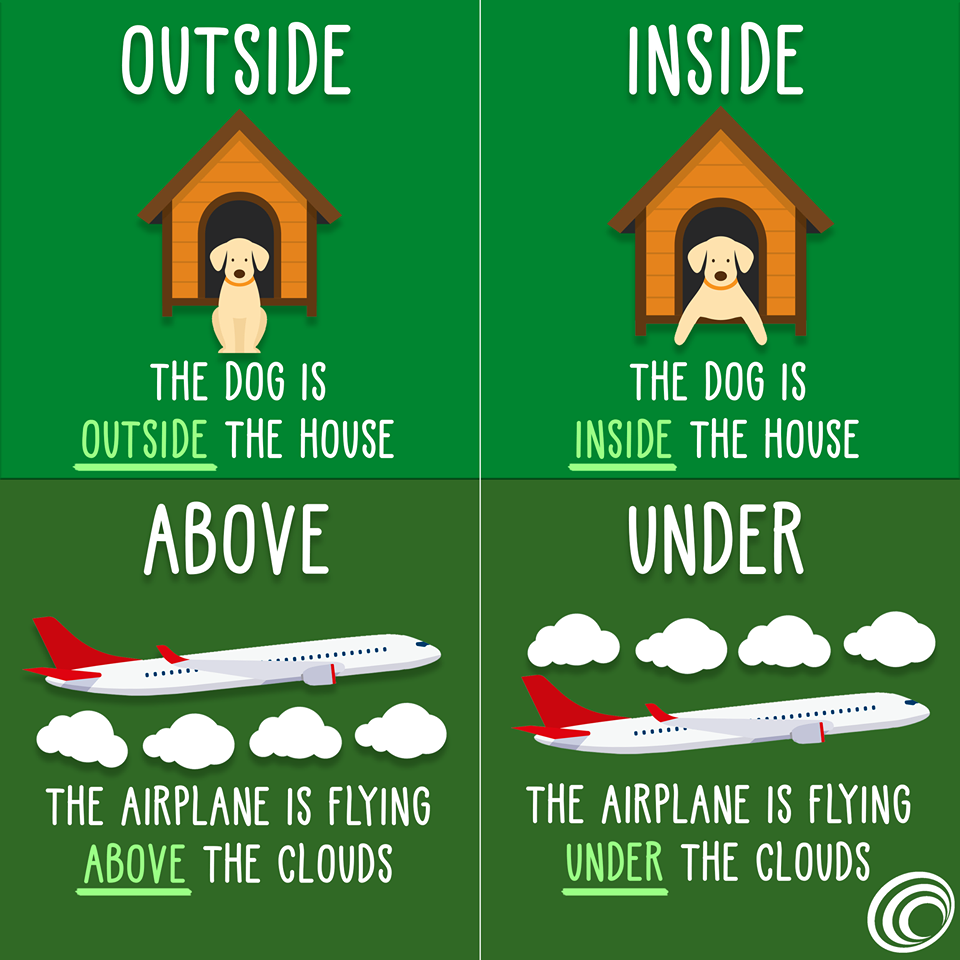 OUTSIDE
THE DOG IS
OUTSIDE THE HOUSE
INSIDE
THE DOG IS
INSIDE THE HOUSE
ABOVE
THE AIRPLANE IS FLYING
ABOVE THE CLOUDS
UNDER
THE AIRPLANE IS FLYING
UNDER THE CLOUDS